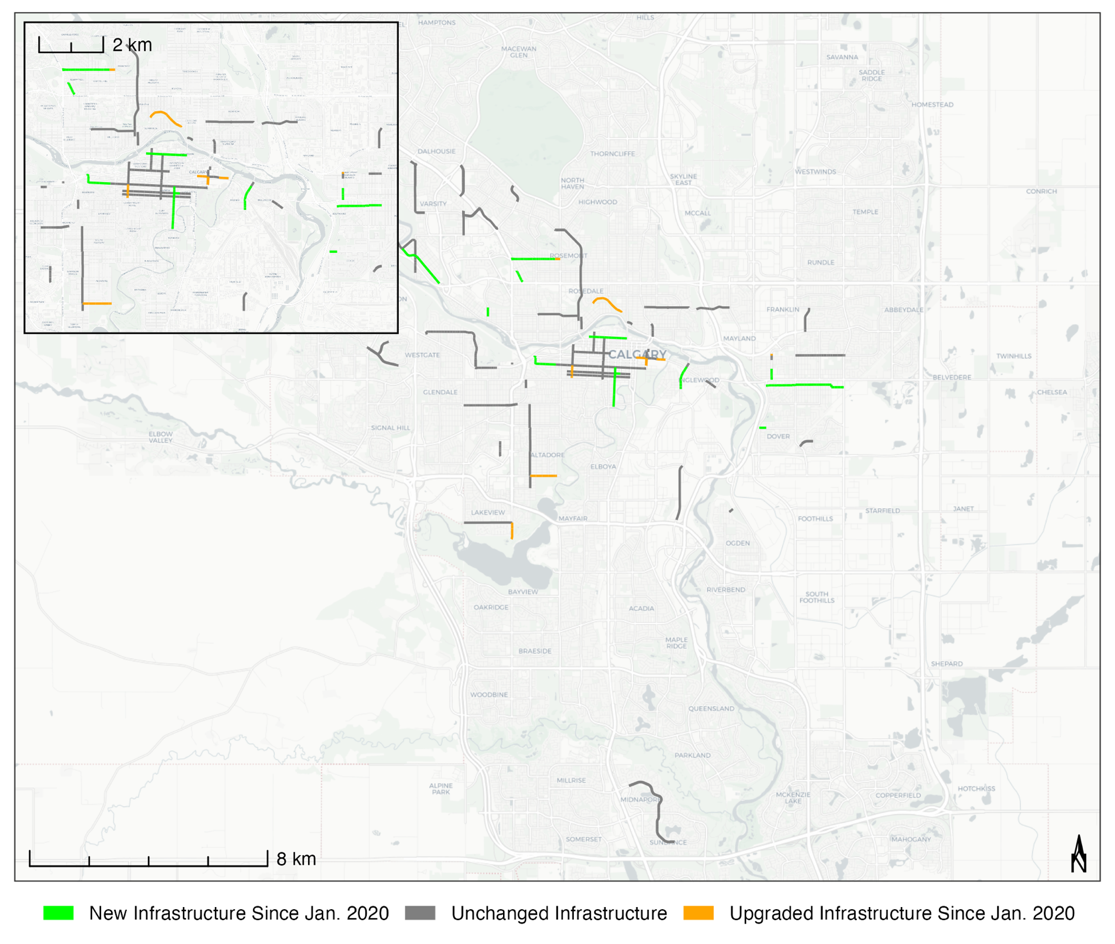 HAMPTONS
HILLS
2 km
MACEWAN
GLEN
SAVANNA
SADDLE
RIDGE
HOMESTEAD
DALHOUSIE
THORNCLIFFE
SKYLINE
EAST
WESTWINDS
NORTH
HAVEN
CONRICH
VARSITY
HIGHWOOD
MCCALL
TEMPLE
ROSEMONT
RUNDLE
ROSEDALE
FRANKLIN
ABBEYDALE
MAYLAND
WESTGATE
CALGARY
TWINHILLS
GLENDALE
BELVEDERE
CHELSEA
SIGNAL HILL
ELBOW
VALLEY
DOVER
ALTADORE
ELBOYA
LAKEVIEW
MAYFAIR
FOOTHILLS
STARFIELD
JANET
OGDEN
BAYVIEW
RIVERBEND
SOUTH
FOOTHILLS
OAKRIDGE
ACADIA
MAPLE
RIDGE
BRAESIDE
SHEPARD
WOODBINE
QUEENSLAND
PARKLAND
MILLRISE
ALPINE
PARK
MIDNAPORE
MCKENZIE
LAKE
COPPERFIELD
HOTCHKISS
SOMERSET
SUNDANCE
MAHOGANY
8 km
N
New Infrastructure Since Jan. 2020
Unchanged Infrastructure
Upgraded Infrastructure Since Jan. 2020